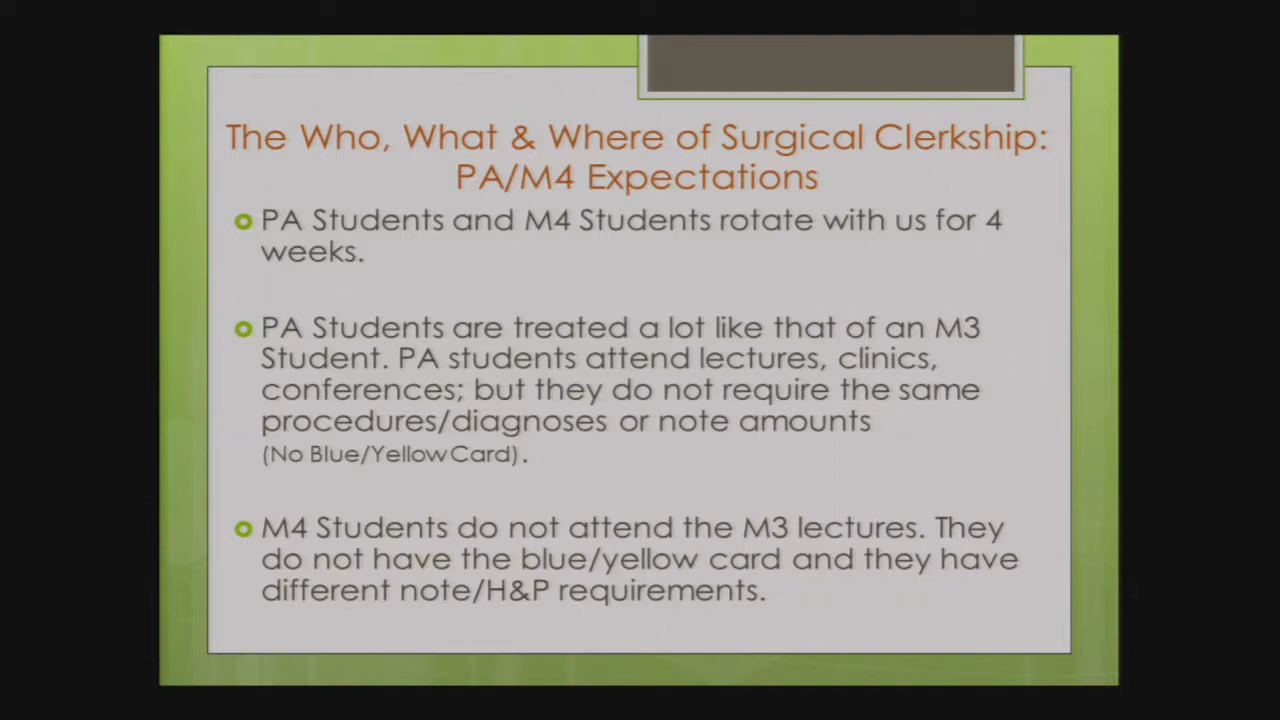 The Who, What & Where of Surgical Clerkship:
PA/M4 Expectations
PA Students and M4 Students rotate with us for 4
weeks.
PA Students are treated a lot like that of an M3
Student. PA students attend lectures, clinics,
conferences; but they do not require the same
procedures/diagnoses or note amounts
(No Blue/Yellow Card).
M4 Students do not attend the M3 lectures. They
do not have the blue/yellow card and they have
different note/H&P requirements.